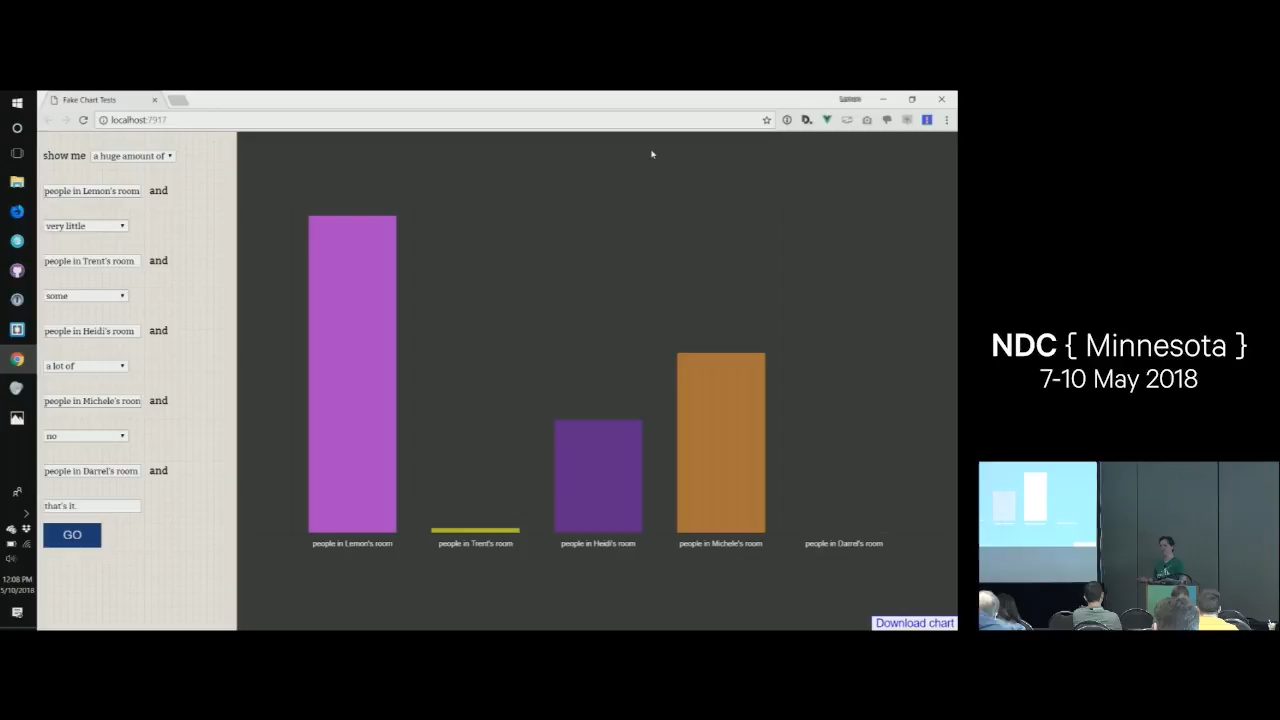 Fake Chart Tests
localhost:7917
show me a huge amount of
people in Lemon's room and
very little
people in Trent's room and
some
people in Heidi's room and
a lot of
people in Michele's room and
no
people in Darrel's room and
that's it.
GO
people in Lemon's room
people in Trent's room
people in Heidi's room
people in Michele's room
people in Darrel's room
Download chart
12:08 PM
5/10/2018
NDC { Minnesota }
7-10 May 2018